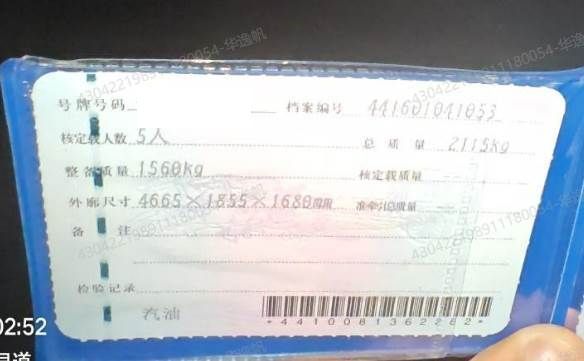 号牌号码 档案编号 441601041053
核定载人数 5人 总质量 2115kg
整备质量 1560kg 核定载质量
外廓尺寸 4665×1855×1680mm 准牵引总质量
备注
检验记录
汽油
*4410081362282*
02:52